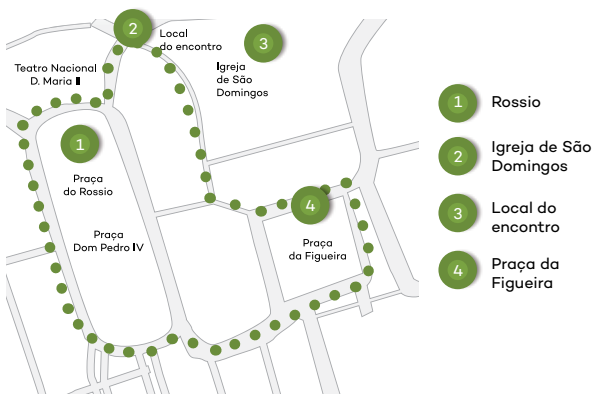 2
Local
do encontro
3
Igreja
de São
Domingos
Teatro Nacional
D. Maria II
1
Praça
do Rossio
Praça
Dom Pedro IV
4
Praça
da Figueira
1 Rossio
2 Igreja de São
Domingos
3 Local do
encontro
4 Praça da
Figueira